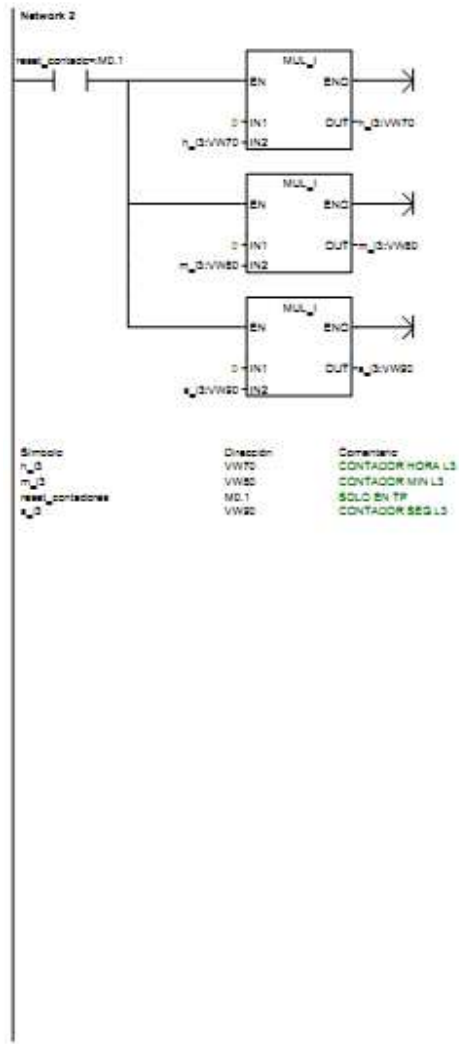 Network 2
reset_contado~:M0.1
MUL_I
EN ENO
0 IN1 OUT h_l3:VW70
h_l3:VW70 IN2
MUL_I
EN ENO
0 IN1 OUT m_l3:VW80
m_l3:VW80 IN2
MUL_I
EN ENO
0 IN1 OUT s_l3:VW90
s_l3:VW90 IN2
Símbolo Dirección Comentario
h_l3 VW70 CONTADOR HORA L3
m_l3 VW80 CONTADOR MIN L3
reset_contadores M0.1 SOLO EN TP
s_l3 VW90 CONTADOR SEG L3